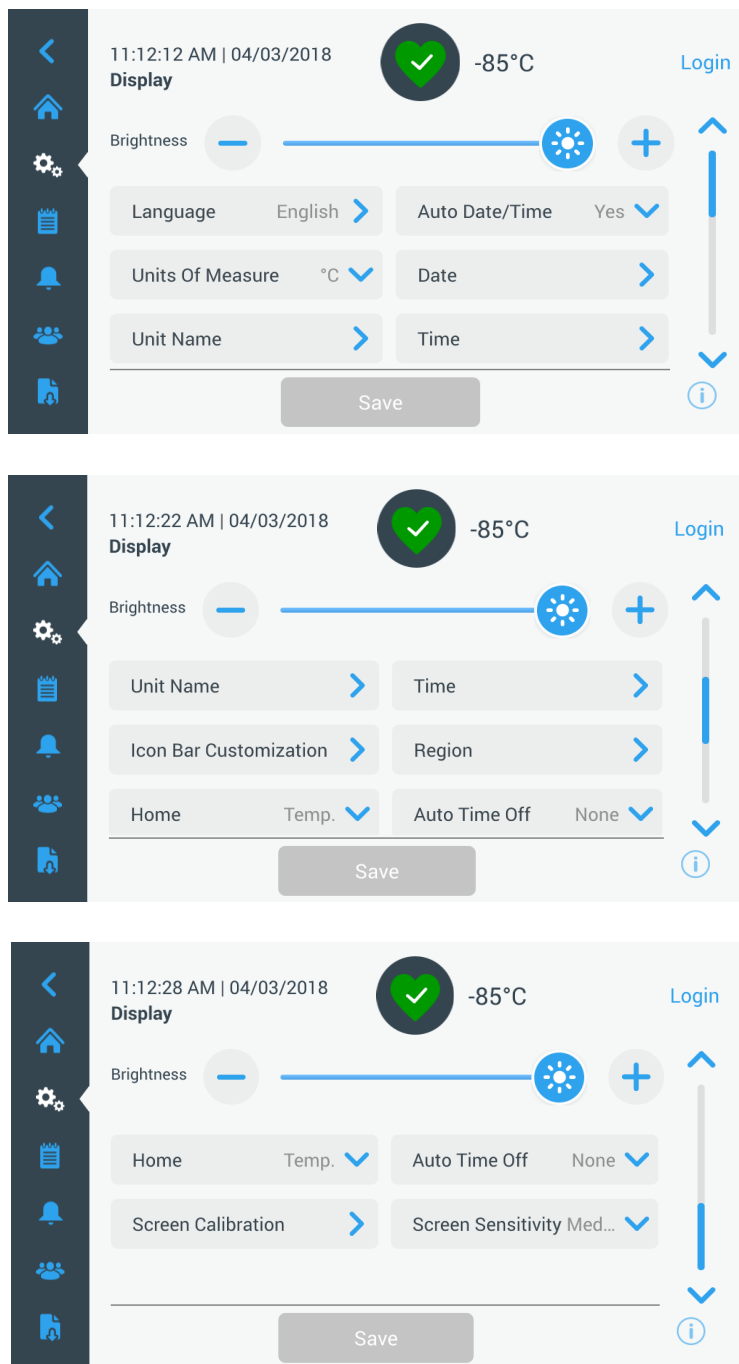 11:12:12 AM | 04/03/2018
Display
-85°C
Login
Brightness
Language English
Auto Date/Time Yes
Units Of Measure °C
Date
Unit Name
Time
Save
11:12:22 AM | 04/03/2018
Display
-85°C
Login
Brightness
Unit Name
Time
Icon Bar Customization
Region
Home Temp.
Auto Time Off None
Save
11:12:28 AM | 04/03/2018
Display
-85°C
Login
Brightness
Home Temp.
Auto Time Off None
Screen Calibration
Screen Sensitivity Med...
Save